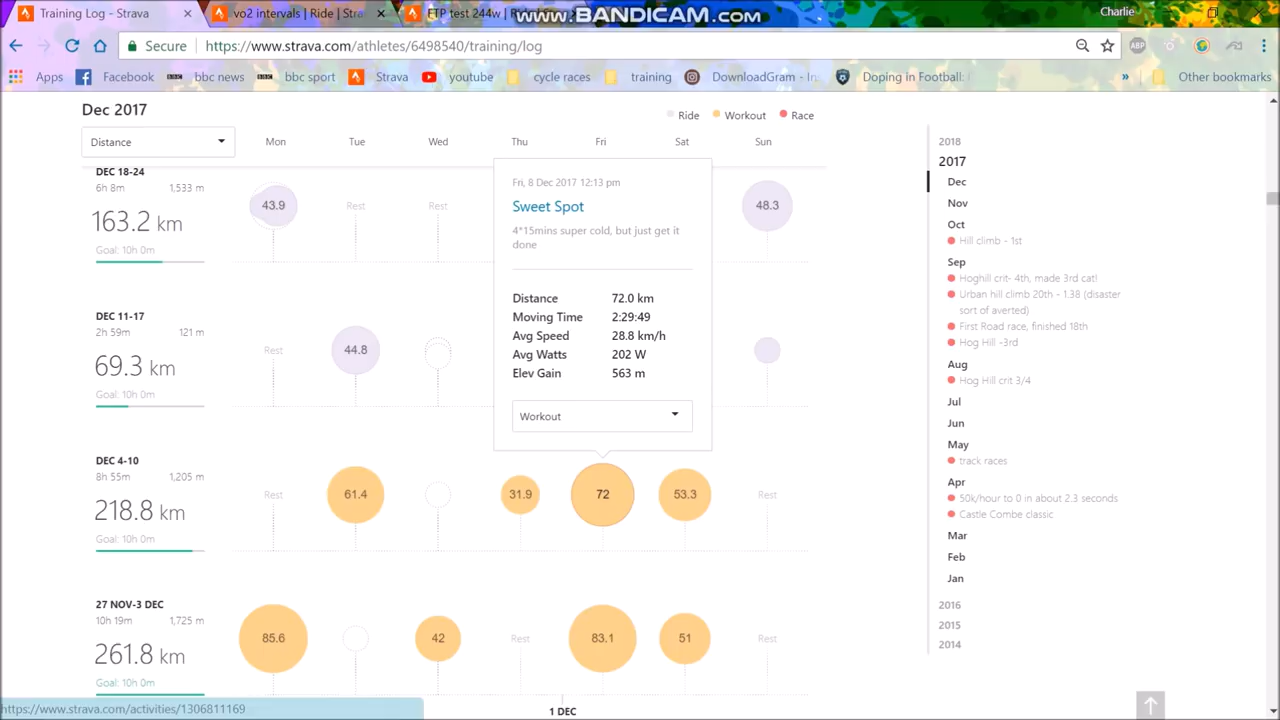 Training Log - Strava
vo2 intervals | Ride | Stra
FTP test 244w | Ride
www.BANDICAM.com
Charlie
Secure
https://www.strava.com/athletes/6498540/training/log
Apps Facebook bbc news bbc sport Strava youtube cycle races training DownloadGram - In Doping in Football: » Other bookmarks
Dec 2017
Ride Workout Race
Distance
Mon Tue Wed Thu Fri Sat Sun
DEC 18-24
6h 8m 1,533 m
163.2 km
Goal: 10h 0m
43.9 Rest Rest 48.3
DEC 11-17
2h 59m 121 m
69.3 km
Goal: 10h 0m
Rest 44.8
Fri, 8 Dec 2017 12:13 pm
Sweet Spot
4*15mins super cold, but just get it
done
Distance 72.0 km
Moving Time 2:29:49
Avg Speed 28.8 km/h
Avg Watts 202 W
Elev Gain 563 m
Workout
DEC 4-10
8h 55m 1,205 m
218.8 km
Goal: 10h 0m
Rest 61.4 31.9 72 53.3 Rest
27 NOV-3 DEC
10h 19m 1,725 m
261.8 km
Goal: 10h 0m
85.6 42 Rest 83.1 51 Rest
1 DEC
2018
2017
Dec
Nov
Oct
Hill climb - 1st
Sep
Hoghill crit- 4th, made 3rd cat!
Urban hill climb 20th - 1.38 (disaster
sort of averted)
First Road race, finished 18th
Hog Hill -3rd
Aug
Hog Hill crit 3/4
Jul
Jun
May
track races
Apr
50k/hour to 0 in about 2.3 seconds
Castle Combe classic
Mar
Feb
Jan
2016
2015
2014
https://www.strava.com/activities/1306811169